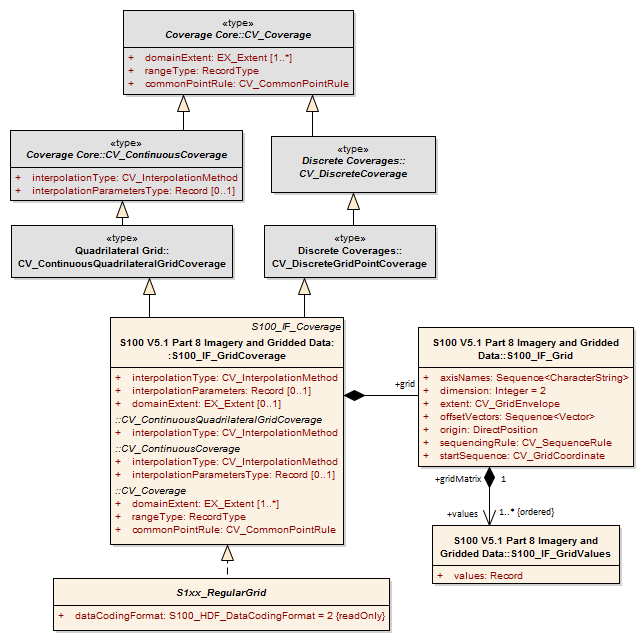 «type»
Coverage Core::CV_Coverage
+ domainExtent: EX_Extent [1..*]
+ rangeType: RecordType
+ commonPointRule: CV_CommonPointRule
«type»
Coverage Core::CV_ContinuousCoverage
+ interpolationType: CV_InterpolationMethod
+ interpolationParametersType: Record [0..1]
«type»
Discrete Coverages::
CV_DiscreteCoverage
«type»
Quadrilateral Grid::
CV_ContinuousQuadrilateralGridCoverage
«type»
Discrete Coverages::
CV_DiscreteGridPointCoverage
S100_IF_Coverage
S100 V5.1 Part 8 Imagery and Gridded Data:
:S100_IF_GridCoverage
+ interpolationType: CV_InterpolationMethod
+ interpolationParameters: Record [0..1]
+ domainExtent: EX_Extent [0..1]
::CV_ContinuousQuadrilateralGridCoverage
+ interpolationType: CV_InterpolationMethod
::CV_ContinuousCoverage
+ interpolationType: CV_InterpolationMethod
+ interpolationParametersType: Record [0..1]
::CV_Coverage
+ domainExtent: EX_Extent [1..*]
+ rangeType: RecordType
+ commonPointRule: CV_CommonPointRule
+grid
S100 V5.1 Part 8 Imagery and Gridded
Data::S100_IF_Grid
+ axisNames: Sequence<CharacterString>
+ dimension: Integer = 2
+ extent: CV_GridEnvelope
+ offsetVectors: Sequence<Vector>
+ origin: DirectPosition
+ sequencingRule: CV_SequenceRule
+ startSequence: CV_GridCoordinate
+gridMatrix 1
+values 1..* {ordered}
S100 V5.1 Part 8 Imagery and
Gridded Data::S100_IF_GridValues
+ values: Record
S1xx_RegularGrid
+ dataCodingFormat: S100_HDF_DataCodingFormat = 2 {readOnly}